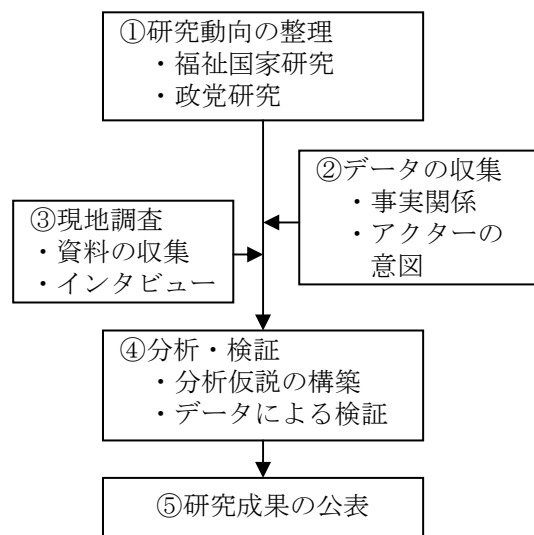 ①研究動向の整理
・福祉国家研究
・政党研究
②データの収集
・事実関係
・アクターの
意図
③現地調査
・資料の収集
・インタビュー
④分析・検証
・分析仮説の構築
・データによる検証
⑤研究成果の公表